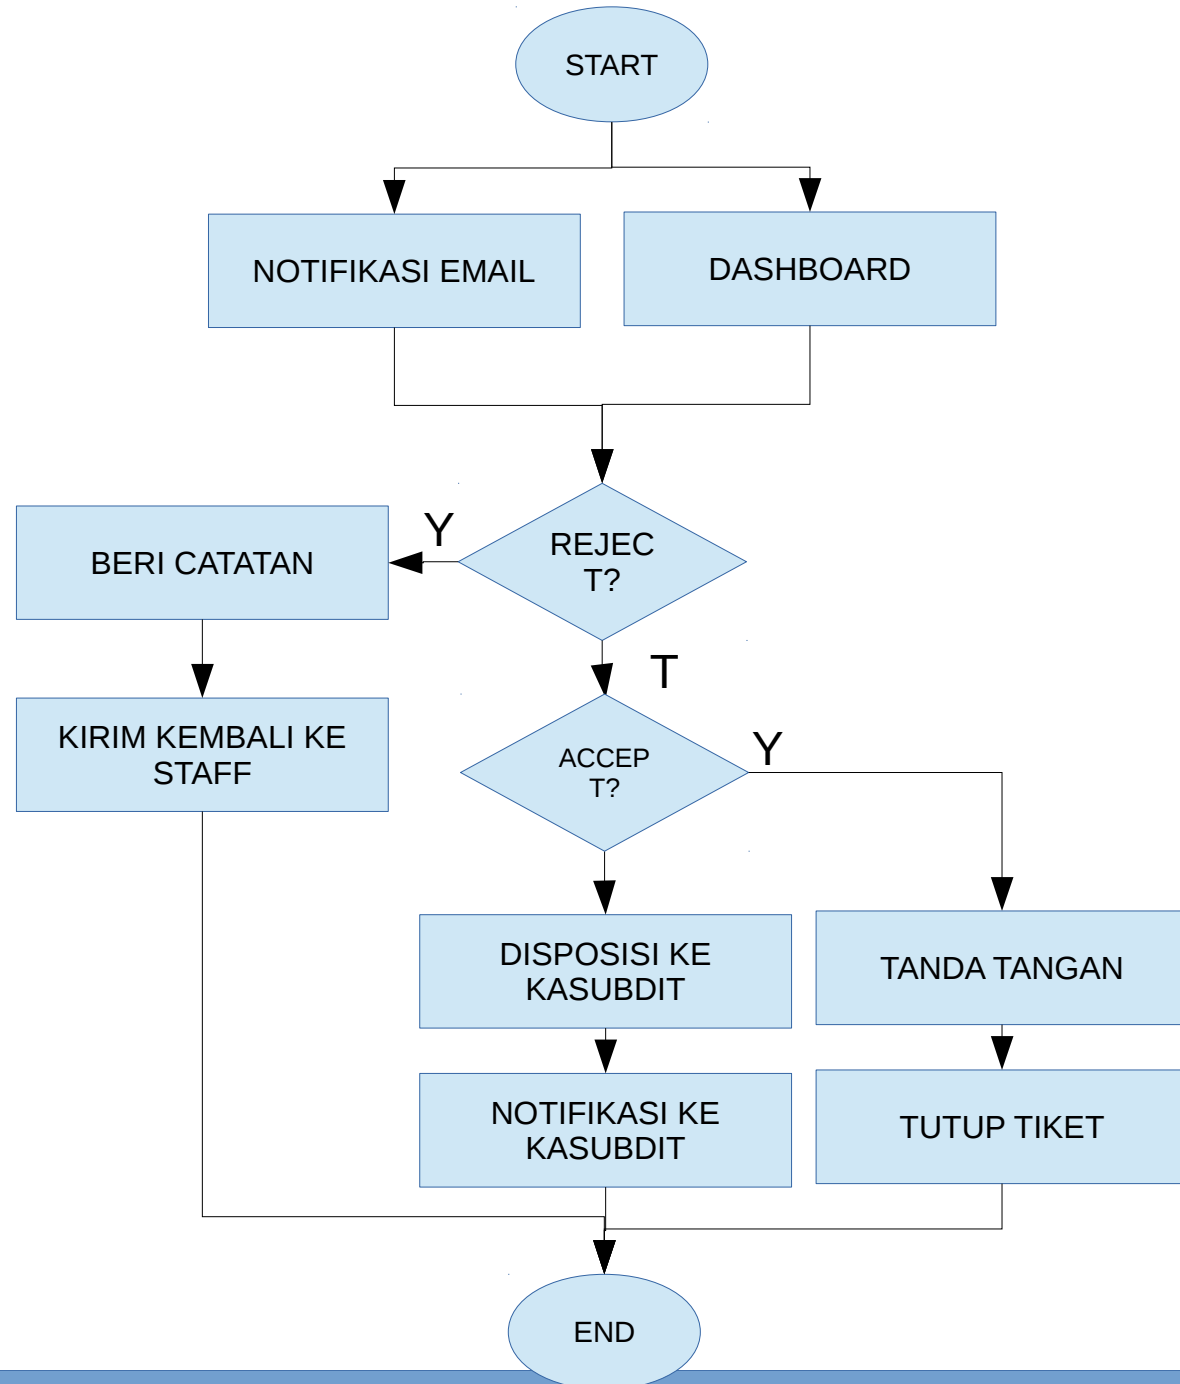 START
NOTIFIKASI EMAIL
DASHBOARD
Y
REJEC
T?
BERI CATATAN
T
KIRIM KEMBALI KE
STAFF
ACCEP
T?
Y
DISPOSISI KE
KASUBDIT
TANDA TANGAN
NOTIFIKASI KE
KASUBDIT
TUTUP TIKET
END